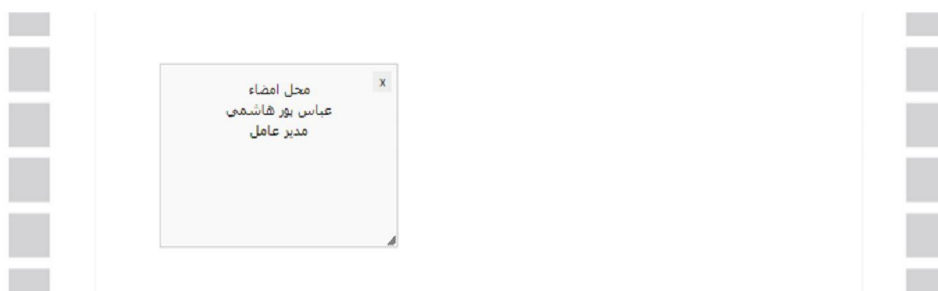 x
محل امضاء
عباس پور هاشمی
مدیر عامل